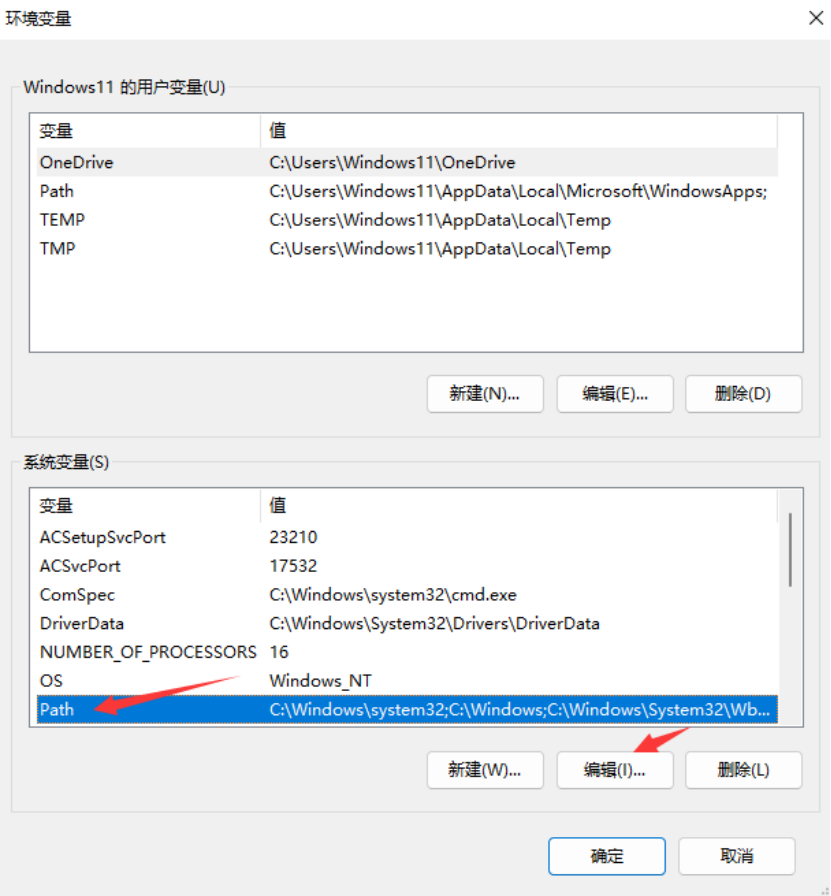 环境变量
Windows11 的用户变量(U)
变量 值
OneDrive C:\Users\Windows11\OneDrive
Path C:\Users\Windows11\AppData\Local\Microsoft\WindowsApps;
TEMP C:\Users\Windows11\AppData\Local\Temp
TMP C:\Users\Windows11\AppData\Local\Temp
新建(N)... 编辑(E)... 删除(D)
系统变量(S)
变量 值
ACSetupSvcPort 23210
ACSvcPort 17532
ComSpec C:\Windows\system32\cmd.exe
DriverData C:\Windows\System32\Drivers\DriverData
NUMBER_OF_PROCESSORS 16
OS Windows_NT
Path C:\Windows\system32;C:\Windows;C:\Windows\System32\Wb...
新建(W)... 编辑(I)... 删除(L)
确定 取消